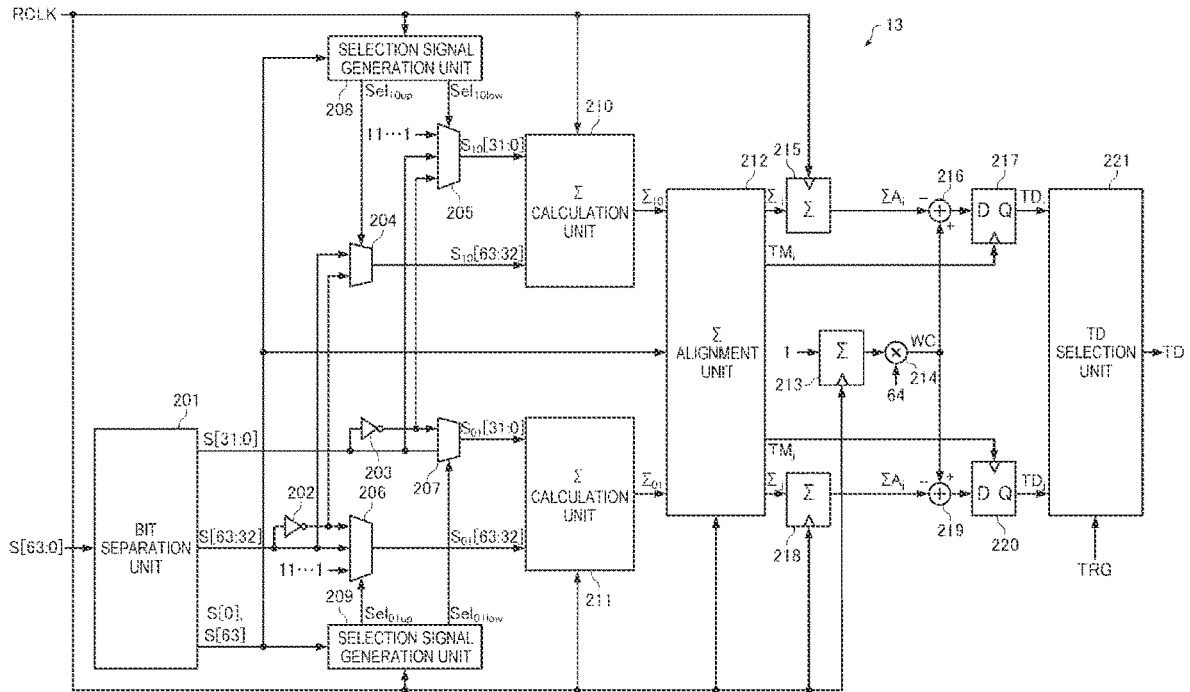 RCLK
13
SELECTION SIGNAL
GENERATION UNIT
208
Sel10up
Sel10low
11···1
S10[31:0]
205
210
Σ
CALCULATION
UNIT
204
S10[63:32]
Σ10
212
Σ
ALIGNMENT
UNIT
Σi
215
Σ
ΣAi
−
216
+
217
D Q
TDi
TMi
221
TD
SELECTION
UNIT
TD
1
Σ
213
WC
214
64
201
BIT
SEPARATION
UNIT
S[63:0]
S[31:0]
203
S01[31:0]
207
202
206
S[63:32]
S01[63:32]
11···1
Σ
CALCULATION
UNIT
211
Σ01
TMj
Σj
Σ
218
−
+
219
D Q
220
TRG
S[0],
S[63]
209
Sel01up
Sel01low
SELECTION SIGNAL
GENERATION UNIT